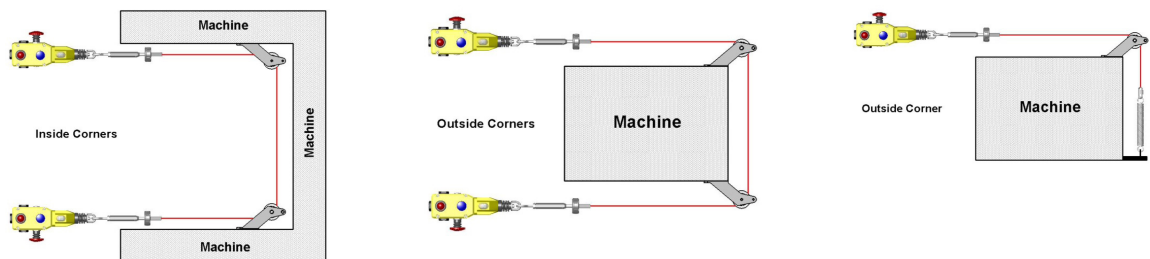 Machine
Inside Corners
Machine
Machine
Outside Corners
Machine
Outside Corner
Machine